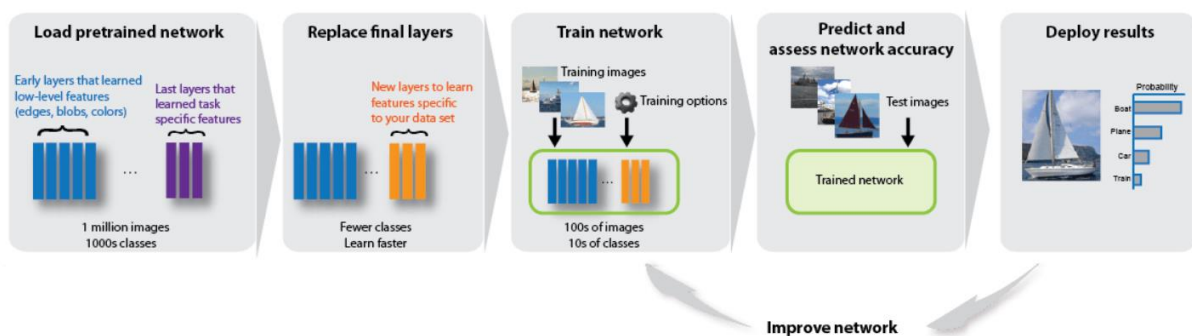 Load pretrained network
Early layers that learned
low-level features
(edges, blobs, colors)
Last layers that
learned task
specific features
...
1 million images
1000s classes
Replace final layers
New layers to learn
features specific
to your data set
...
Fewer classes
Learn faster
Train network
Training images
Training options
...
100s of images
10s of classes
Predict and
assess network accuracy
Test images
Trained network
Deploy results
Probability
Boat
Plane
Car
Train
Improve network